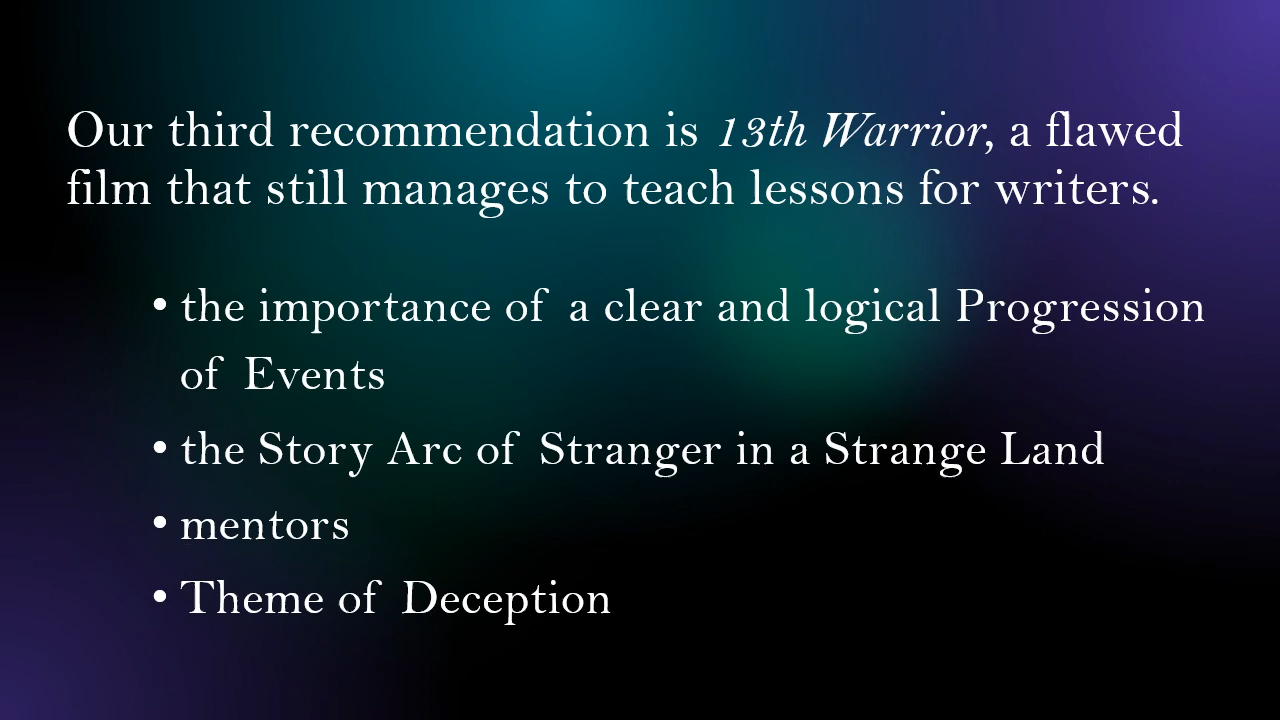 Our third recommendation is 13th Warrior, a flawed
film that still manages to teach lessons for writers.
• the importance of a clear and logical Progression
of Events
• the Story Arc of Stranger in a Strange Land
• mentors
• Theme of Deception